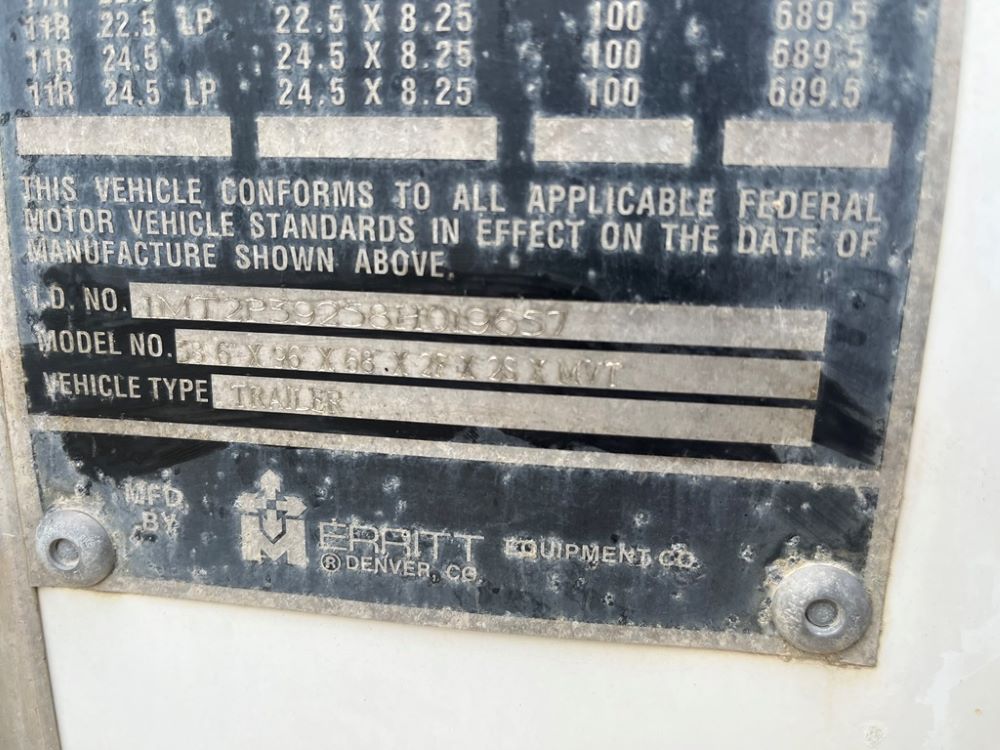 11R 22.5 LP 22.5 X 8.25 100 689.5
11R 24.5 24.5 X 8.25 100 689.5
11R 24.5 LP 24.5 X 8.25 100 689.5
THIS VEHICLE CONFORMS TO ALL APPLICABLE FEDERAL
MOTOR VEHICLE STANDARDS IN EFFECT ON THE DATE OF
MANUFACTURE SHOWN ABOVE.
I.D. NO. 1MT2P39258H019657
MODEL NO. X 96 X 68 X X X MVT
VEHICLE TYPE TRAILER
MFD.
BY
MERRITT EQUIPMENT CO.
® DENVER, CO.